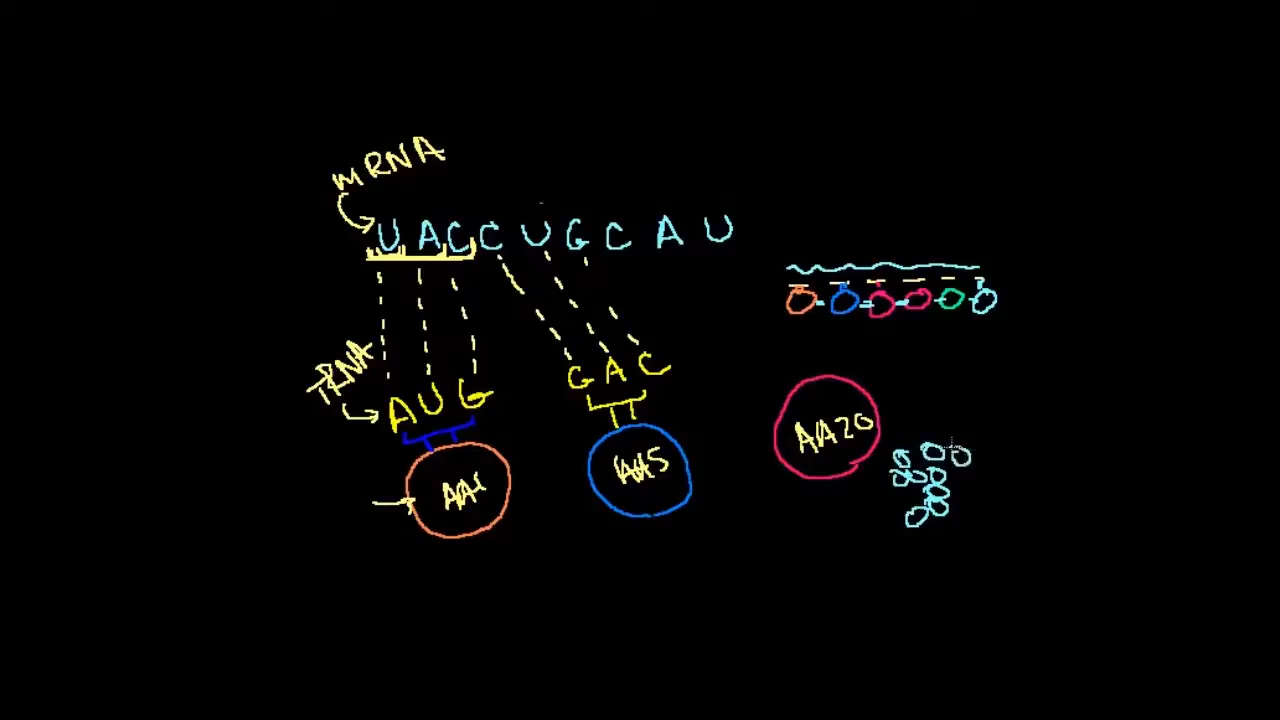 mRNA
U A C C U G C A U
tRNA
A U G
G A C
AA1
AA5
AA20